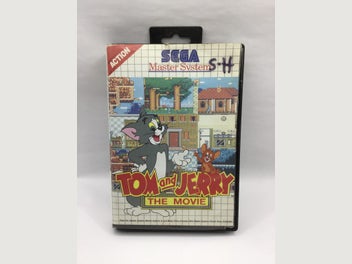 ACTION
SEGA
Master System
S-H
TOM and JERRY
THE MOVIE